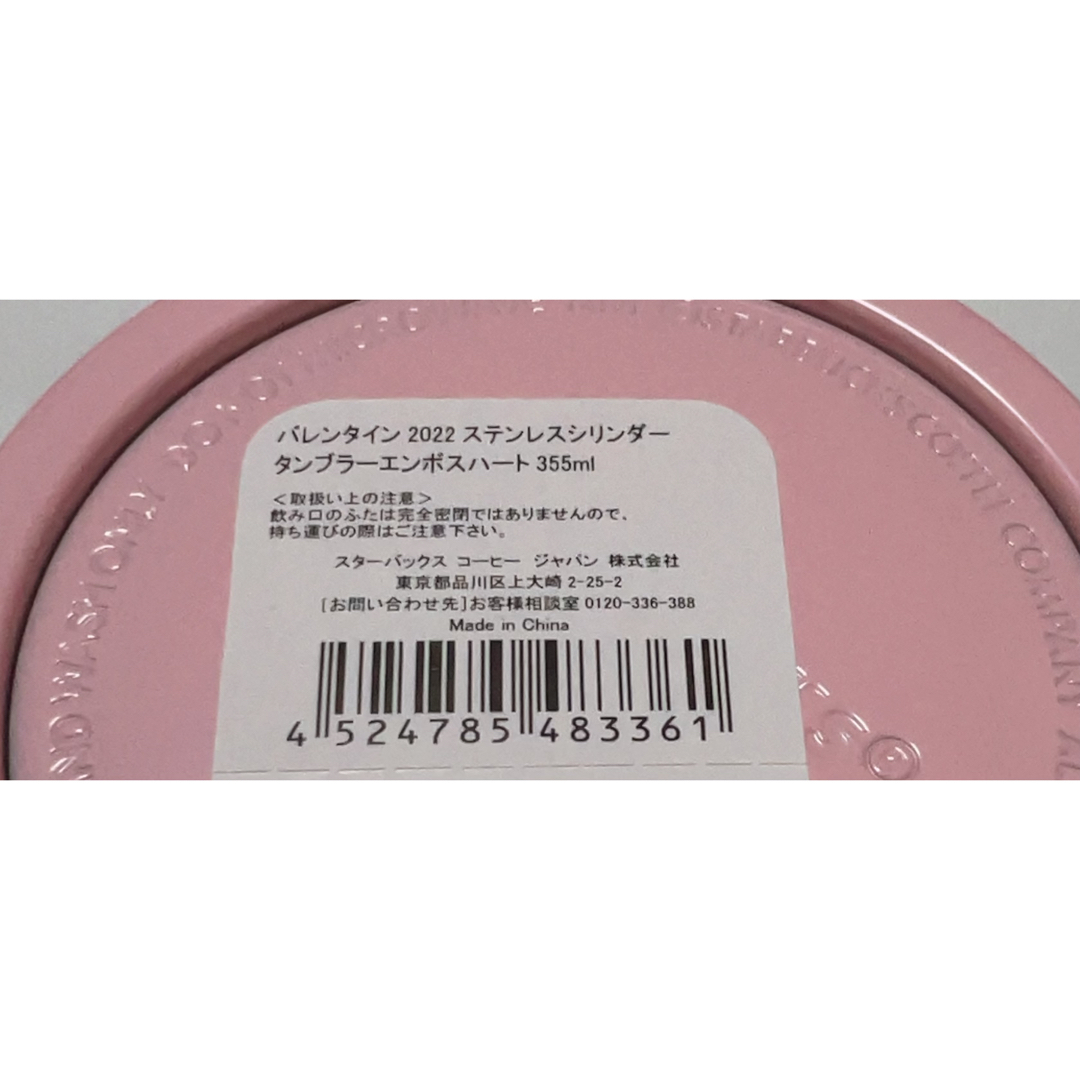 バレンタイン 2022 ステンレスシリンダー
タンブラーエンボスハート 355ml
＜取扱い上の注意＞
飲み口のふたは完全密閉ではありませんので、
持ち運びの際はご注意下さい。
スターバックス コーヒー ジャパン 株式会社
東京都品川区上大崎 2-25-2
[お問い合わせ先]お客様相談室 0120-336-388
Made in China
4 524785 483361
WASH ONLY DO NOT MICROWAVE
COMPANY